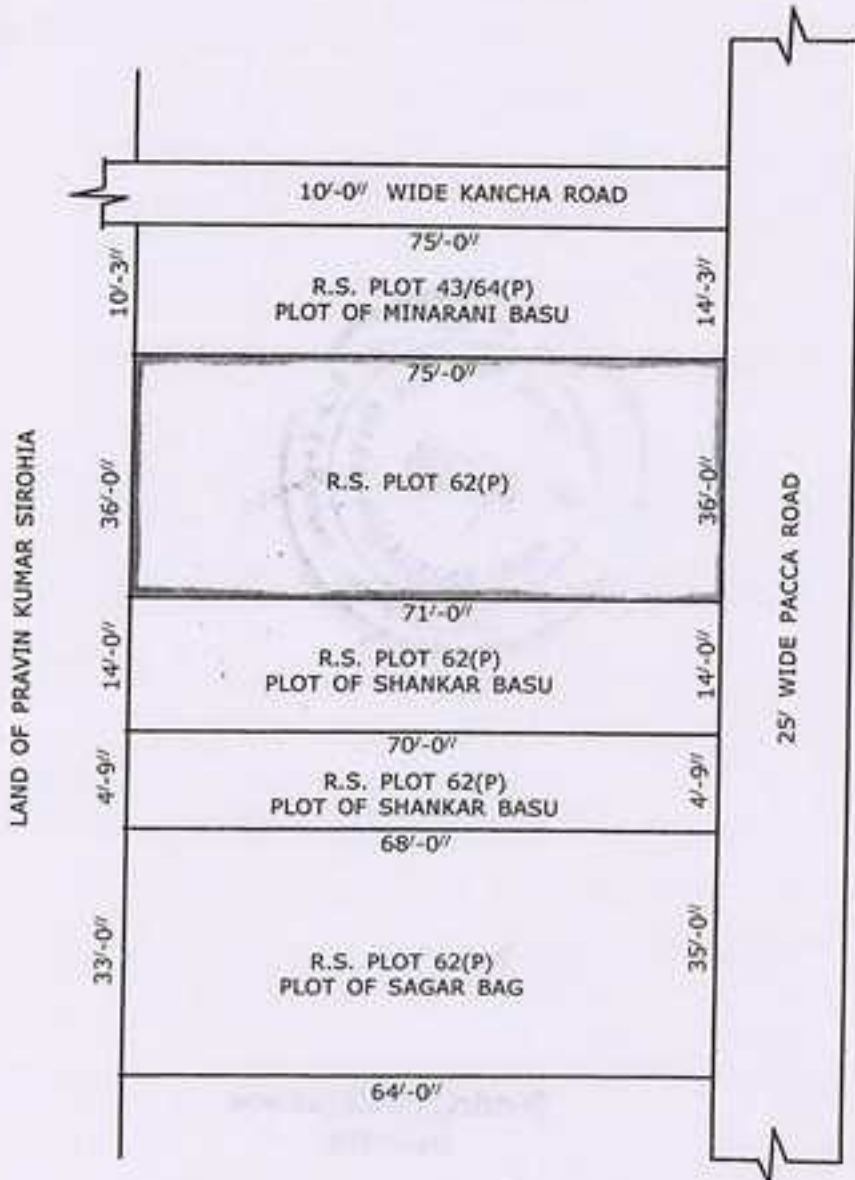 10'-0" WIDE KANCHA ROAD
75'-0"
10'-3"
R.S. PLOT 43/64(P)
PLOT OF MINARANI BASU
14'-3"
75'-0"
36'-0"
R.S. PLOT 62(P)
36'-0"
71'-0"
14'-0"
R.S. PLOT 62(P)
PLOT OF SHANKAR BASU
14'-0"
70'-0"
4'-9"
R.S. PLOT 62(P)
PLOT OF SHANKAR BASU
4'-9"
68'-0"
33'-0"
R.S. PLOT 62(P)
PLOT OF SAGAR BAG
35'-0"
64'-0"
LAND OF PRAVIN KUMAR SIROHIA
25' WIDE PACCA ROAD